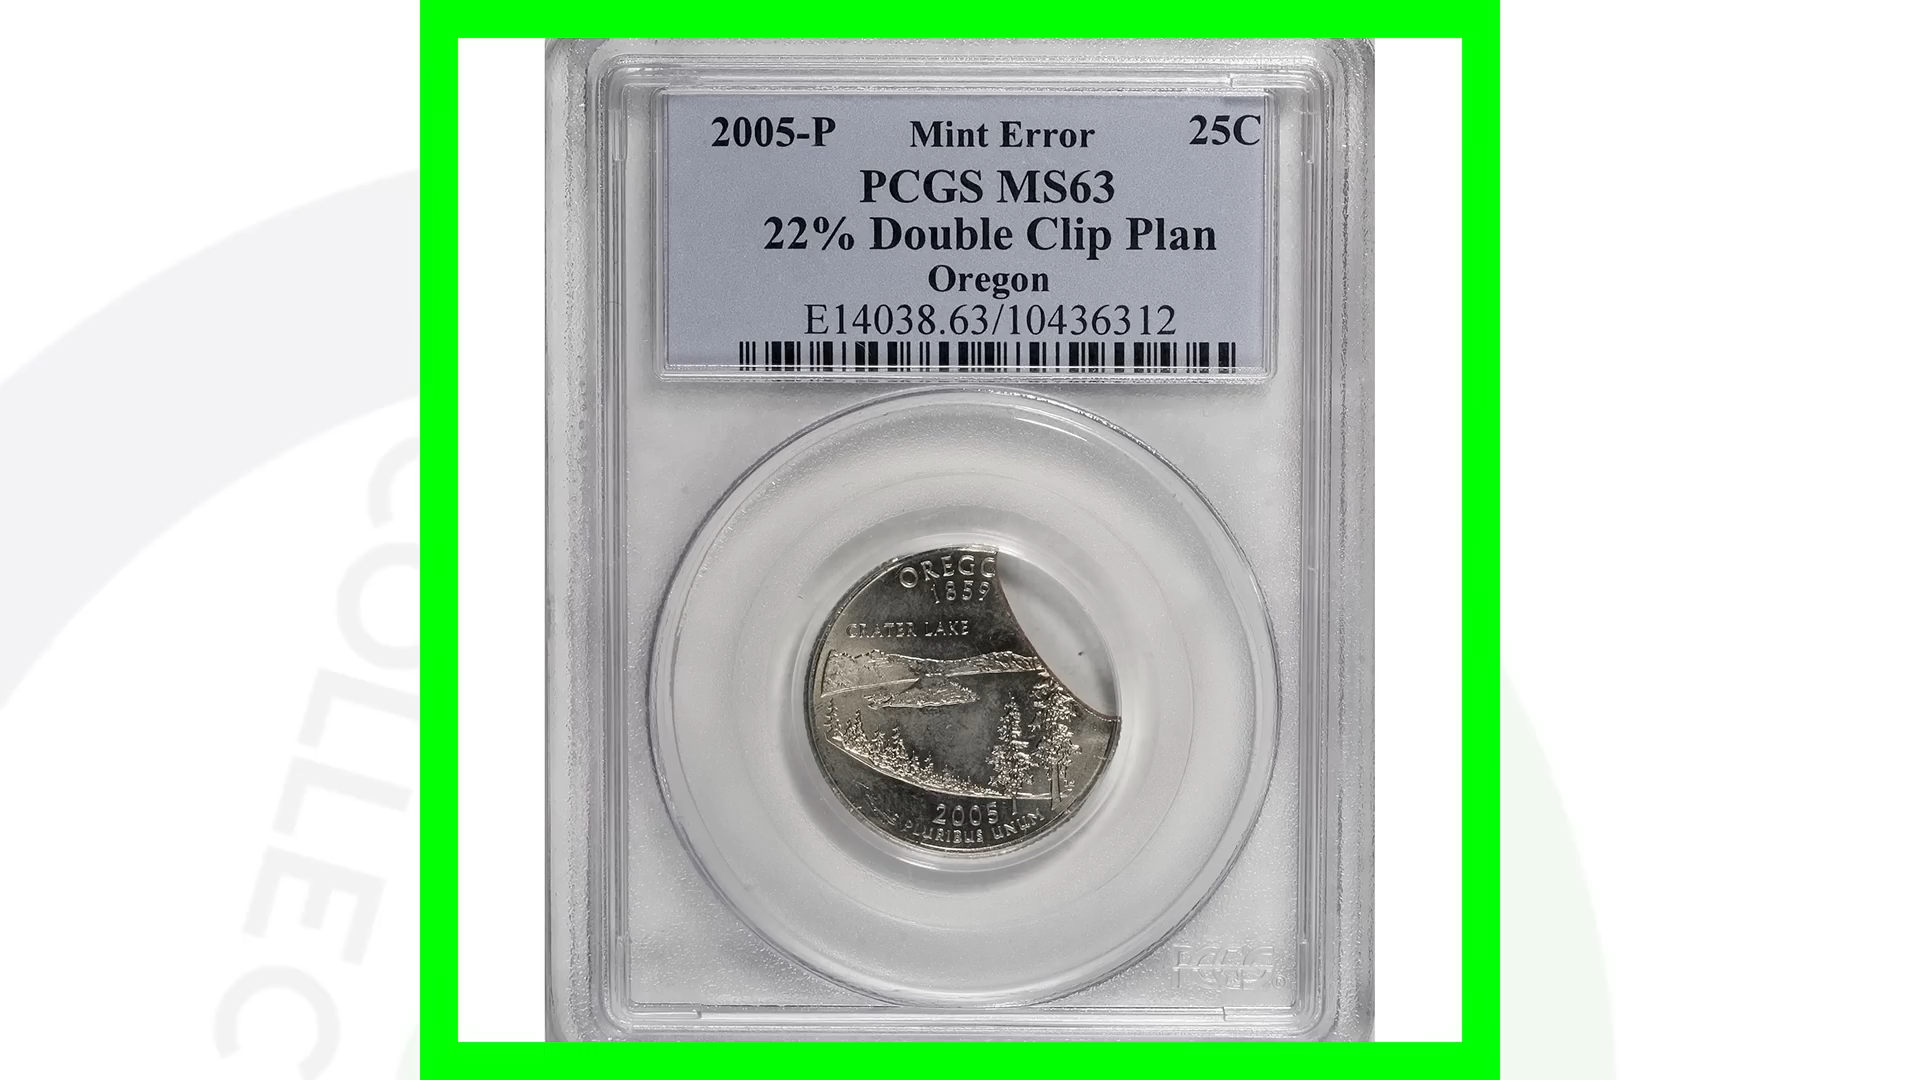 2005-P Mint Error 25C
PCGS MS63
22% Double Clip Plan
Oregon
E14038.63/10436312
OREGO
1859
CRATER LAKE
2005
PLURIBUS UNUM
PCGS
COLLEC